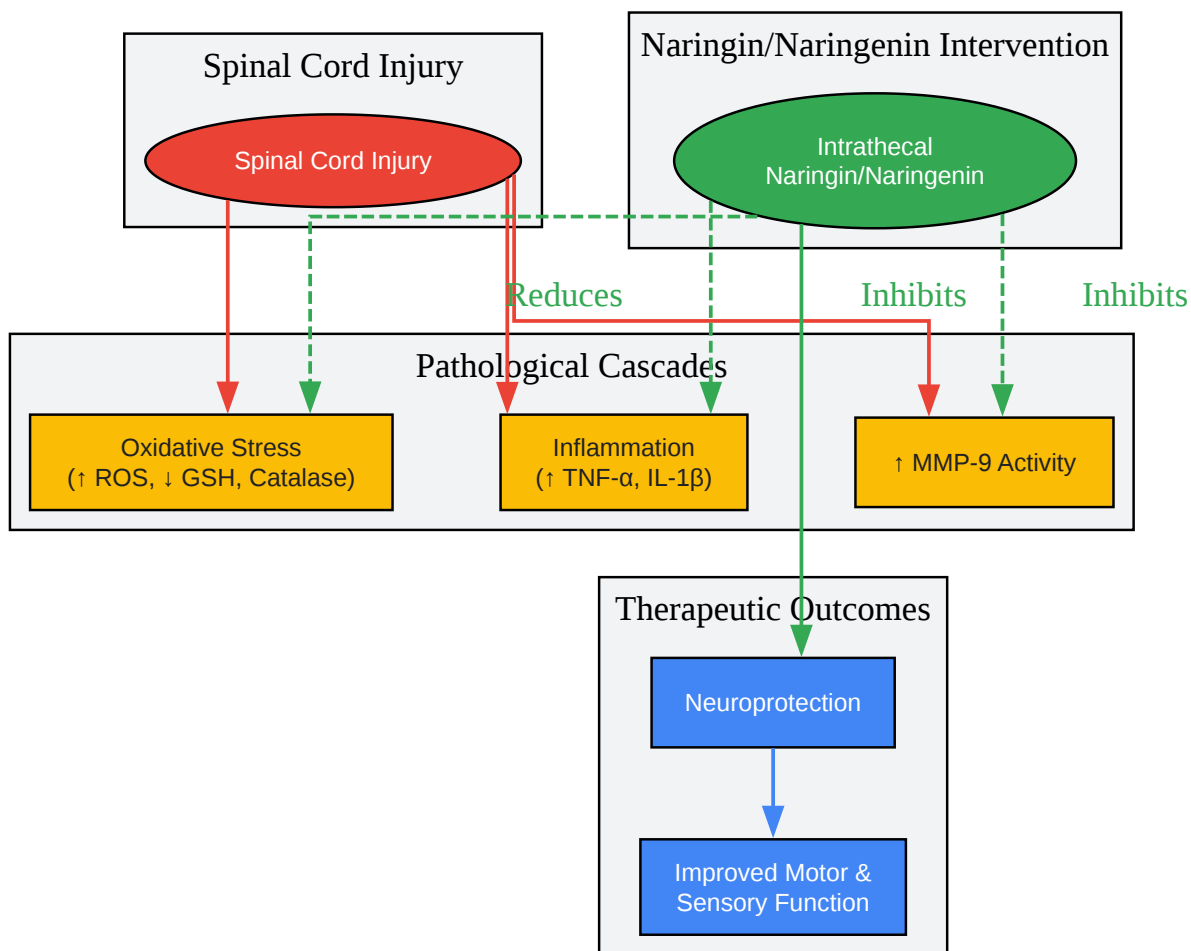 Spinal Cord Injury
Naringin/Naringenin Intervention
Spinal Cord Injury
Intrathecal
Naringin/Naringenin
Reduces
Inhibits
Inhibits
Pathological Cascades
Oxidative Stress
(↑ ROS, ↓ GSH, Catalase)
Inflammation
(↑ TNF-α, IL-1β)
↑ MMP-9 Activity
Therapeutic Outcomes
Neuroprotection
Improved Motor &
Sensory Function